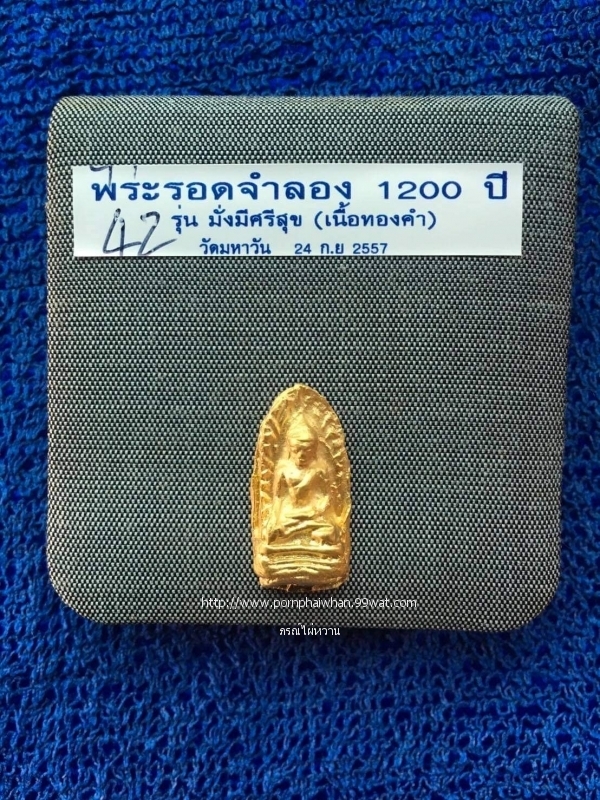 พระรอดจำลอง 1200 ปี
42 รุ่น มั่งมีศรีสุข (เนื้อทองคำ)
วัดมหาวัน 24 ก.ย 2557
http://www.pornphaiwhan.99wat.com
ภรณ์ไผ่หวาน